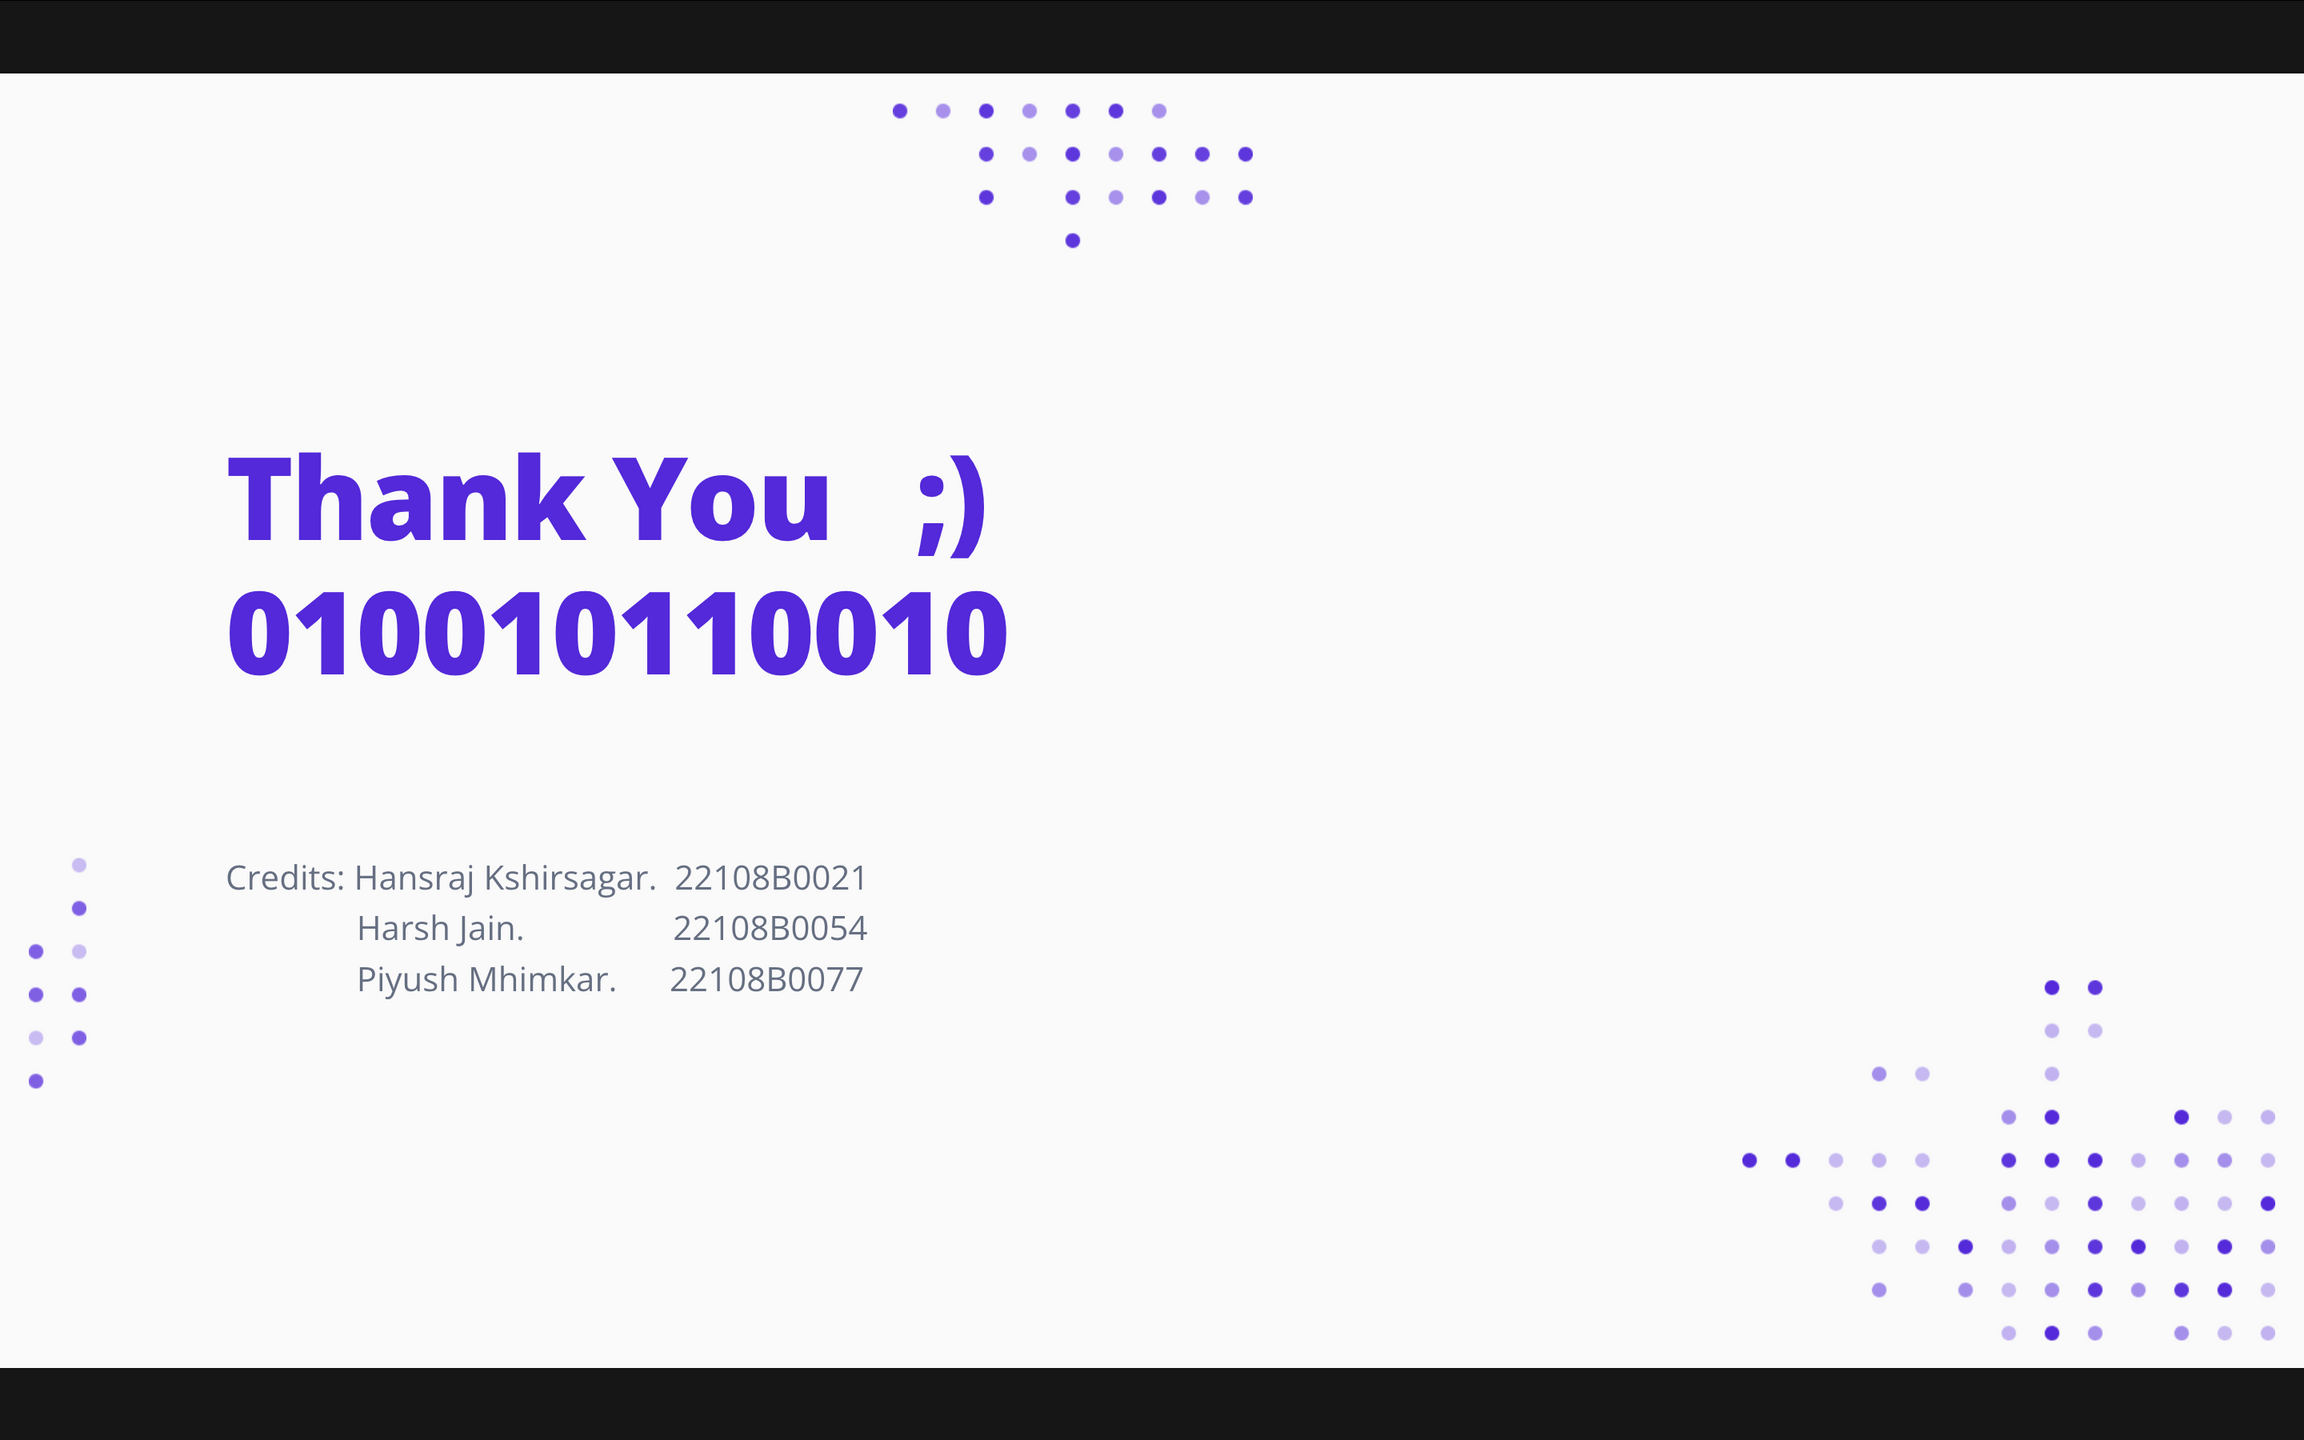 Thank You ;)
010010110010
Credits: Hansraj Kshirsagar. 22108B0021
Harsh Jain. 22108B0054
Piyush Mhimkar. 22108B0077